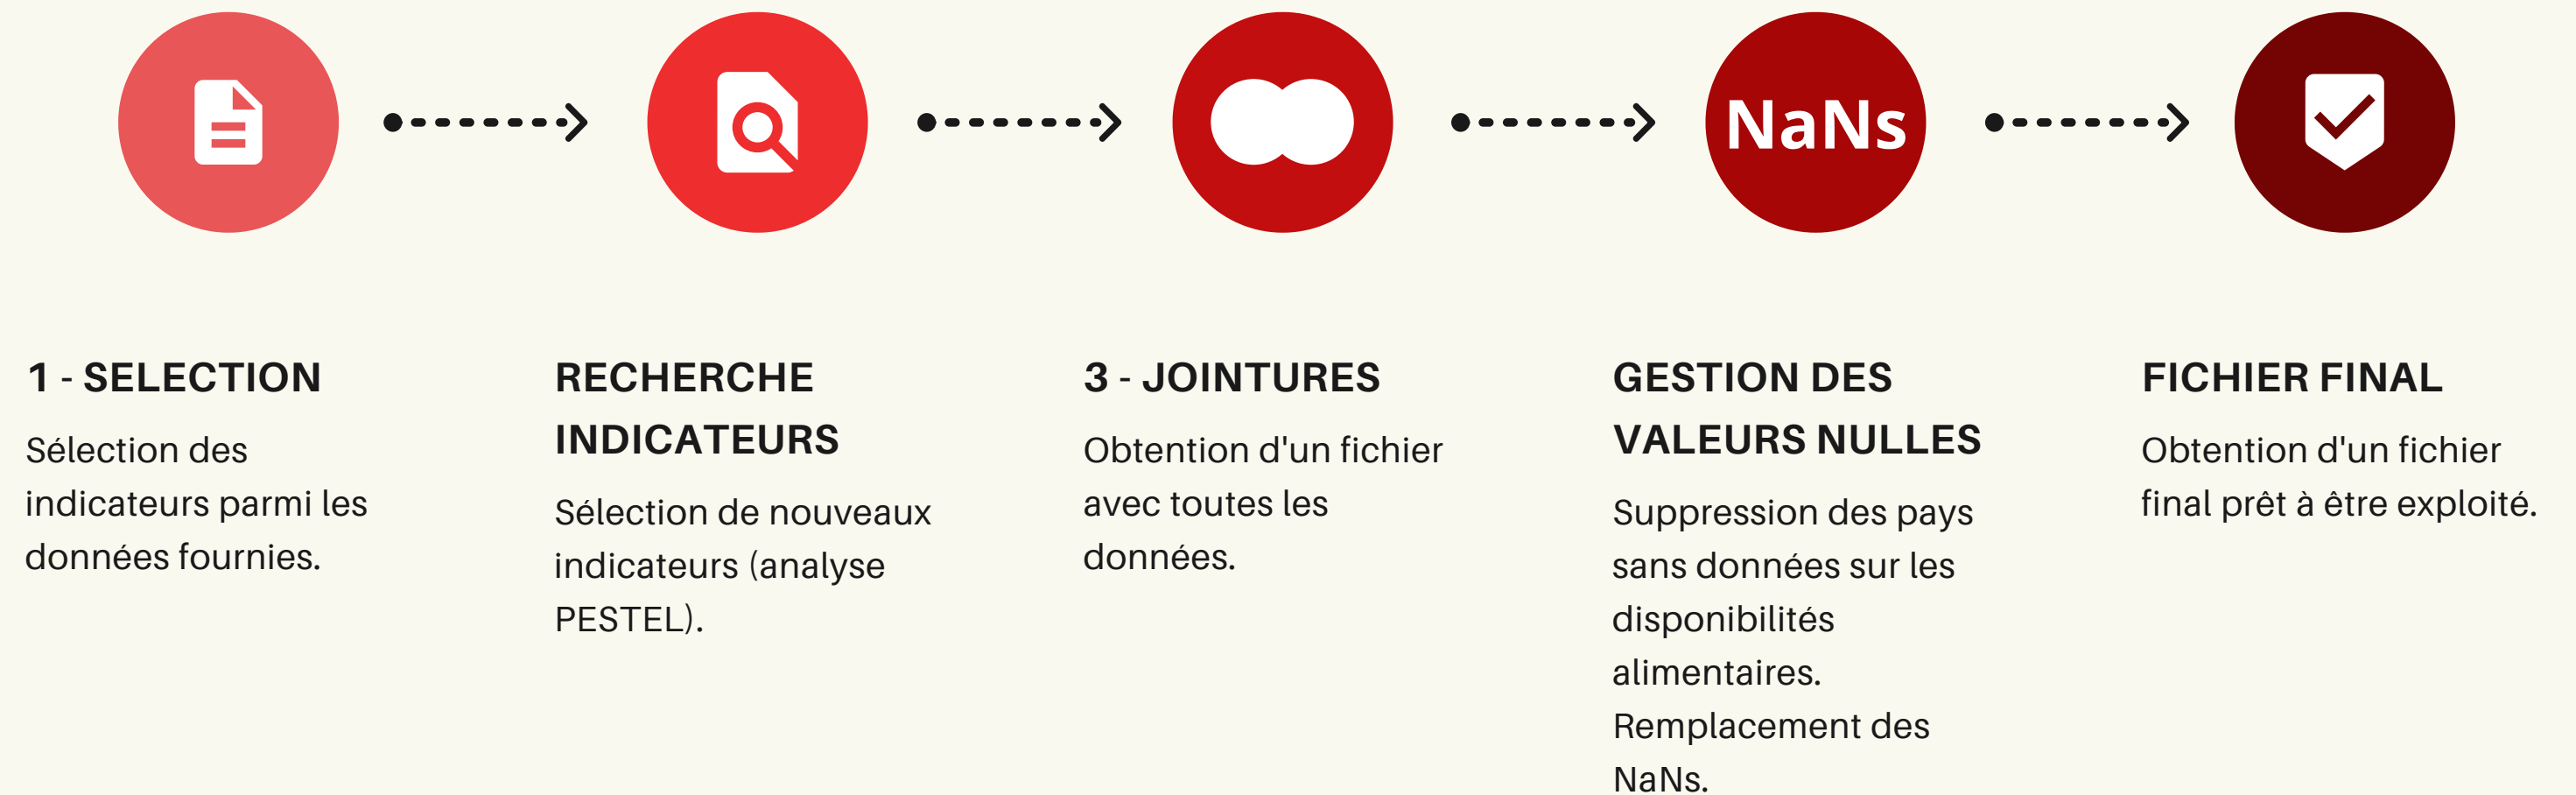 NaNs
1 - SELECTION
Sélection des
indicateurs parmi les
données fournies.
RECHERCHE
INDICATEURS
Sélection de nouveaux
indicateurs (analyse
PESTEL).
3 - JOINTURES
Obtention d'un fichier
avec toutes les
données.
GESTION DES
VALEURS NULLES
Suppression des pays
sans données sur les
disponibilités
alimentaires.
Remplacement des
NaNs.
FICHIER FINAL
Obtention d'un fichier
final prêt à être exploité.